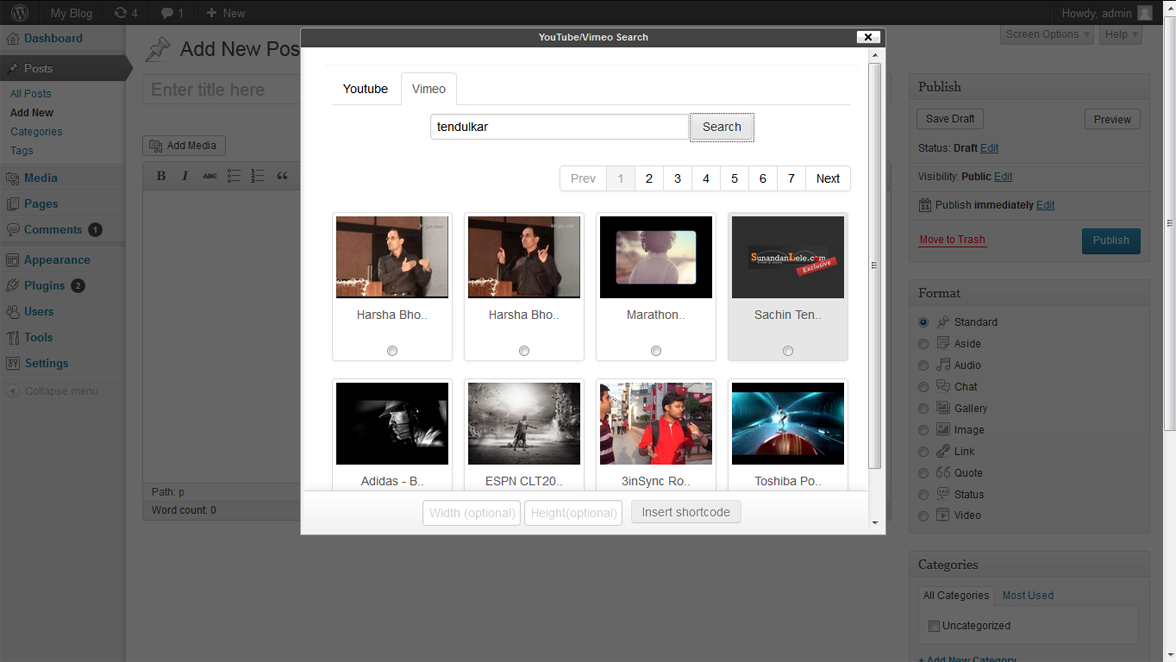 My Blog 4 1 + New Howdy, admin
Dashboard
Posts
All Posts
Add New
Categories
Tags
Media
Pages
Comments 1
Appearance
Plugins 2
Users
Tools
Settings
Collapse menu
Add New Pos
Screen Options
Help
Enter title here
Add Media
B I ABC
Path: p
Word count: 0
YouTube/Vimeo Search
Youtube Vimeo
tendulkar Search
Prev 1 2 3 4 5 6 7 Next
SunandanLele.com
Exclusive
Harsha Bho.. Harsha Bho.. Marathon.. Sachin Ten..
Adidas - B.. ESPN CLT20.. 3inSync Ro.. Toshiba Po..
Width (optional) Height(optional) Insert shortcode
Publish
Save Draft Preview
Status: Draft Edit
Visibility: Public Edit
Publish immediately Edit
Move to Trash Publish
Format
Standard
Aside
Audio
Chat
Gallery
Image
Link
Quote
Status
Video
Categories
All Categories Most Used
Uncategorized
+ Add New Category